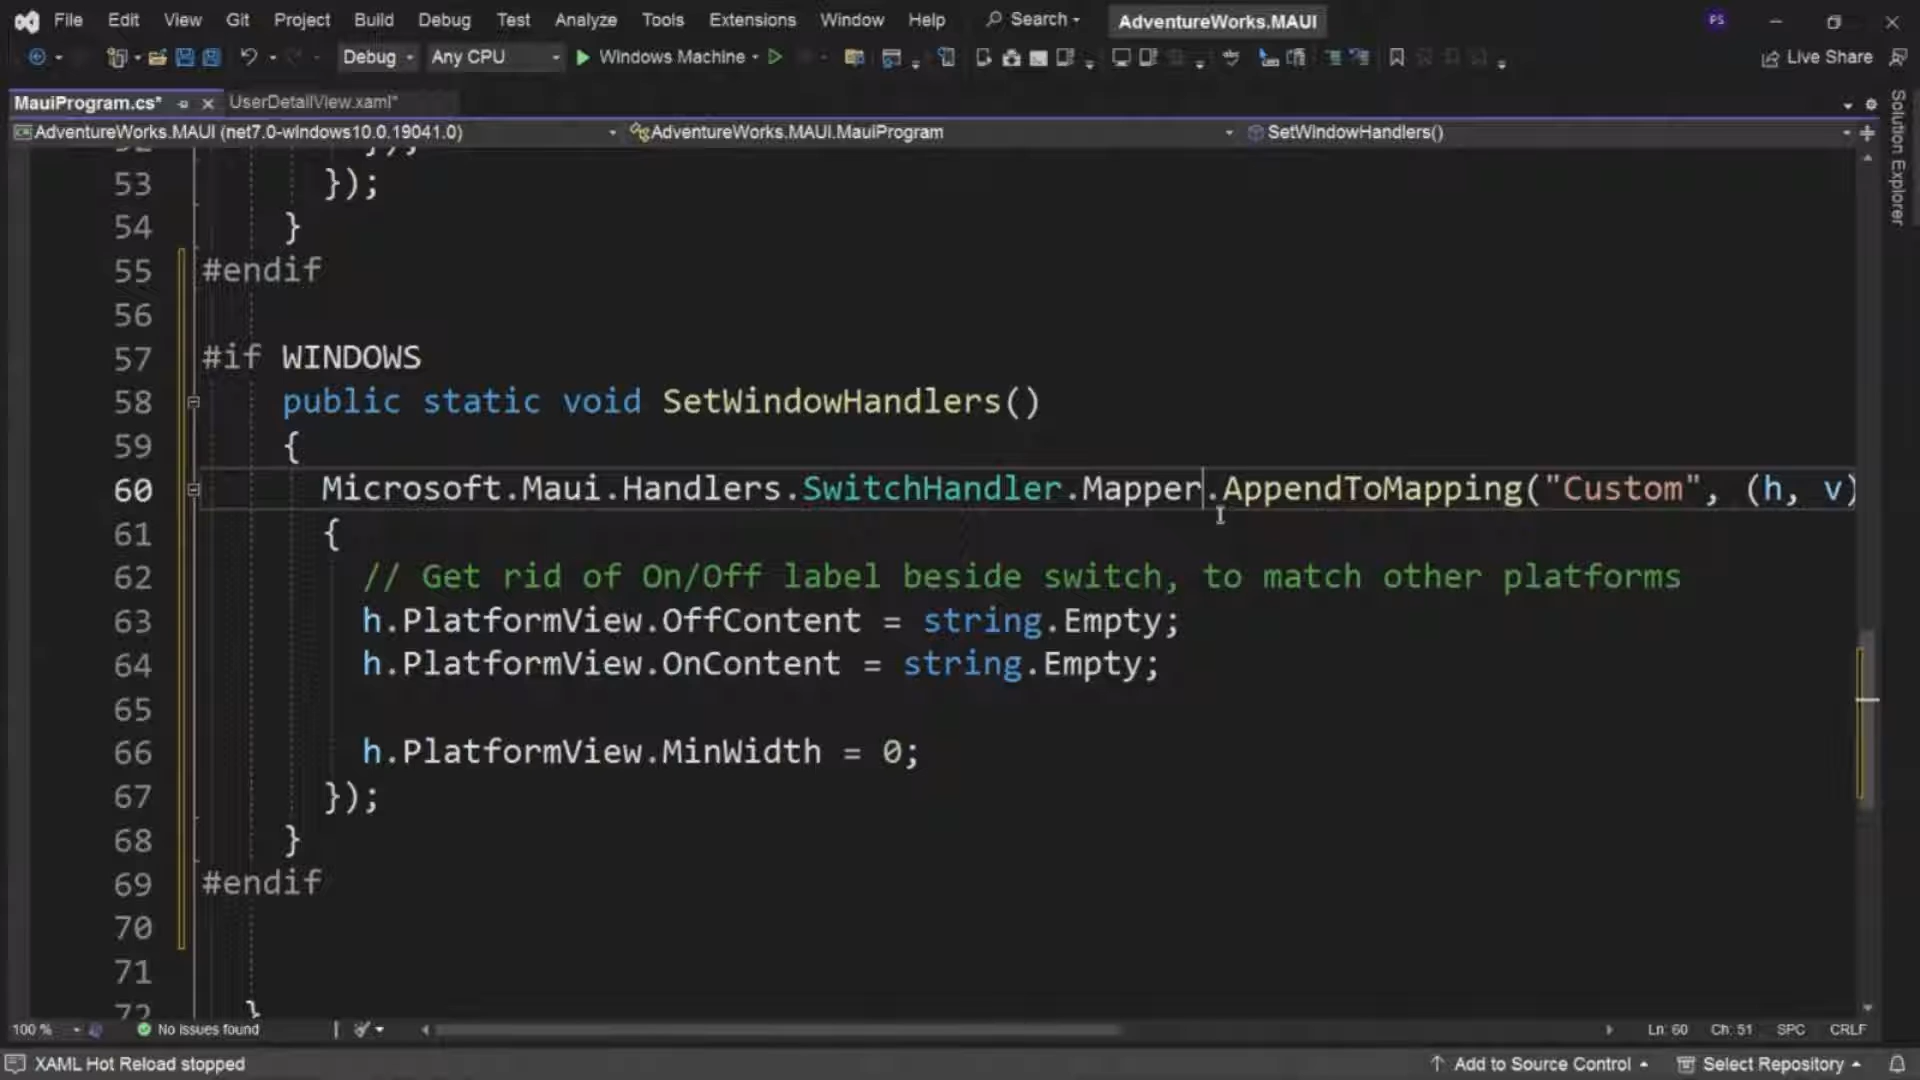 File Edit View Git Project Build Debug Test Analyze Tools Extensions Window Help Search AdventureWorks.MAUI PS
Debug Any CPU Windows Machine Live Share
MauiProgram.cs* UserDetailView.xaml*
AdventureWorks.MAUI (net7.0-windows10.0.19041.0) AdventureWorks.MAUI.MauiProgram SetWindowHandlers()
Solution Explorer
52 });
53 });
54 }
55 #endif
56
57 #if WINDOWS
58 public static void SetWindowHandlers()
59 {
60 Microsoft.Maui.Handlers.SwitchHandler.Mapper.AppendToMapping("Custom", (h, v)
61 {
62 // Get rid of On/Off label beside switch, to match other platforms
63 h.PlatformView.OffContent = string.Empty;
64 h.PlatformView.OnContent = string.Empty;
65
66 h.PlatformView.MinWidth = 0;
67 });
68 }
69 #endif
70
71
72 }
100 % No issues found Ln: 60 Ch: 51 SPC CRLF
XAML Hot Reload stopped Add to Source Control Select Repository